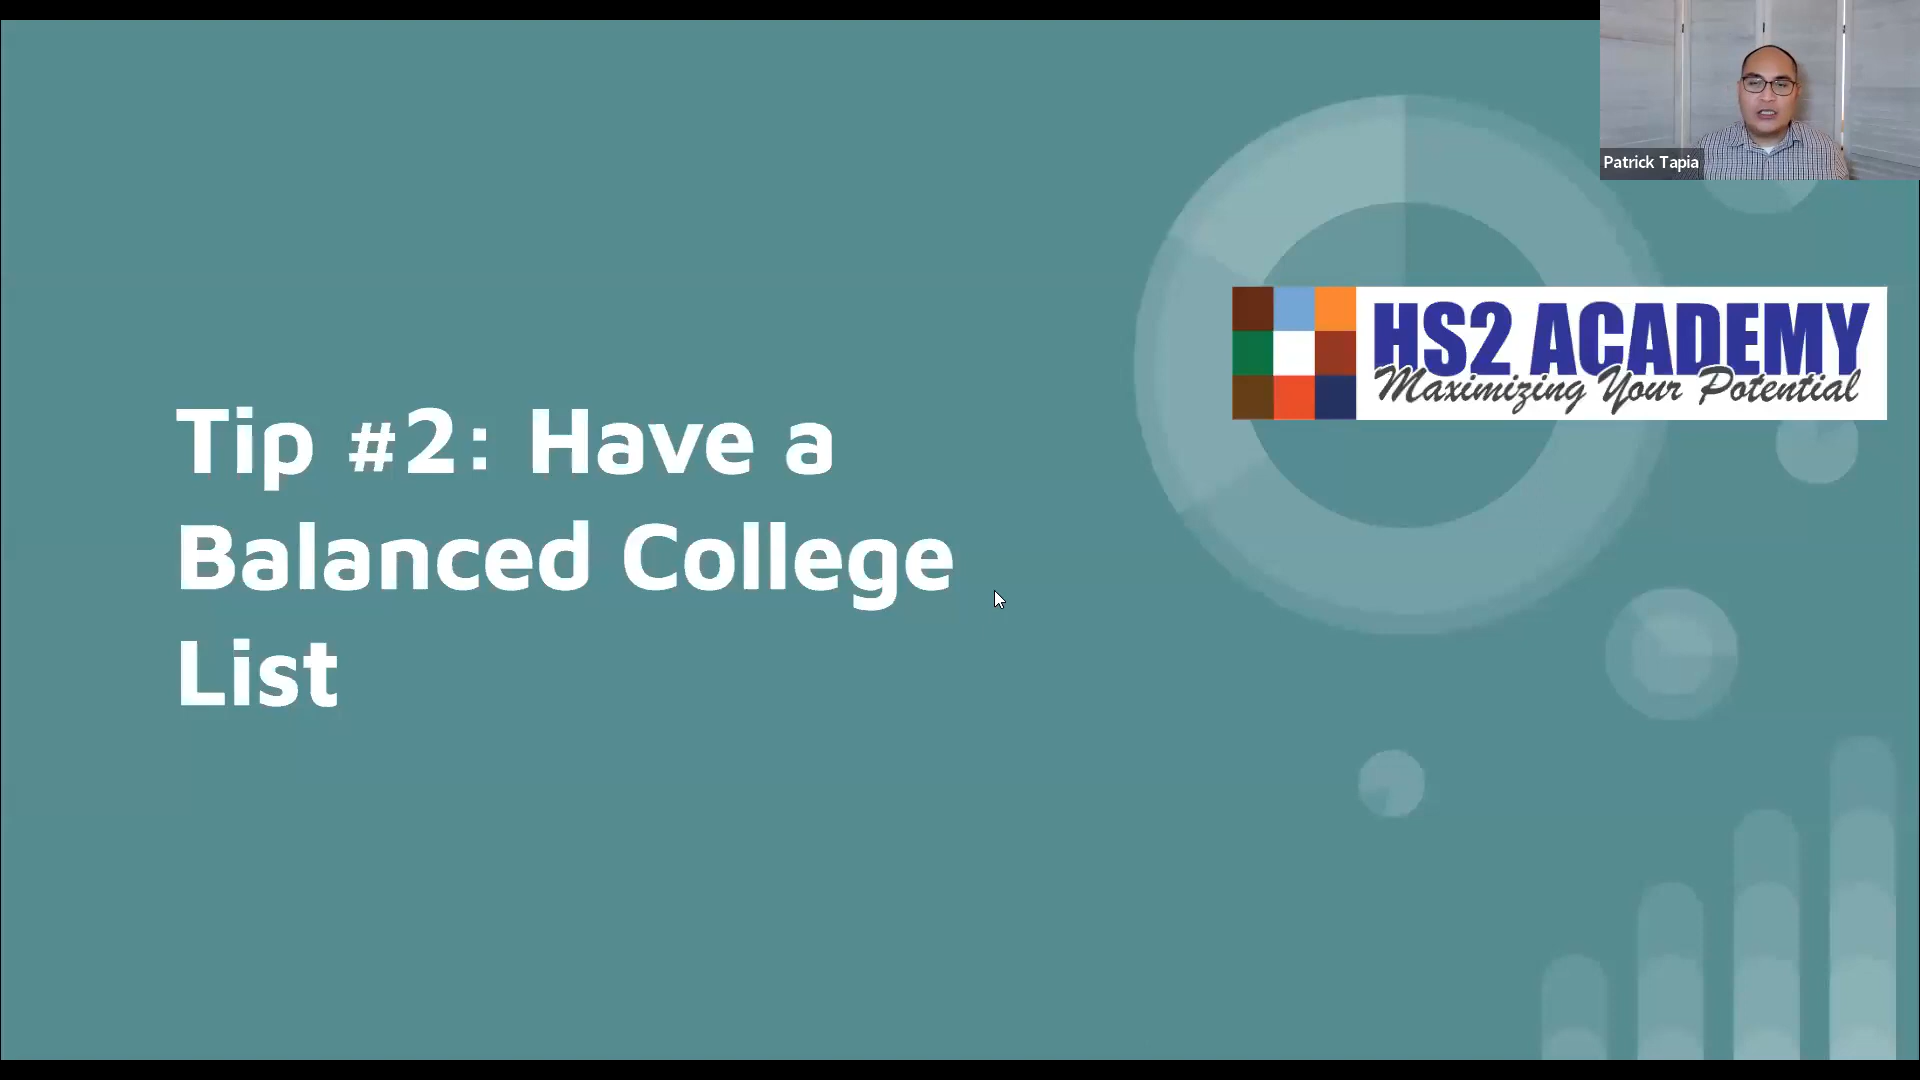 Patrick Tapia
HS2 ACADEMY
Maximizing Your Potential
Tip #2: Have a
Balanced College
List